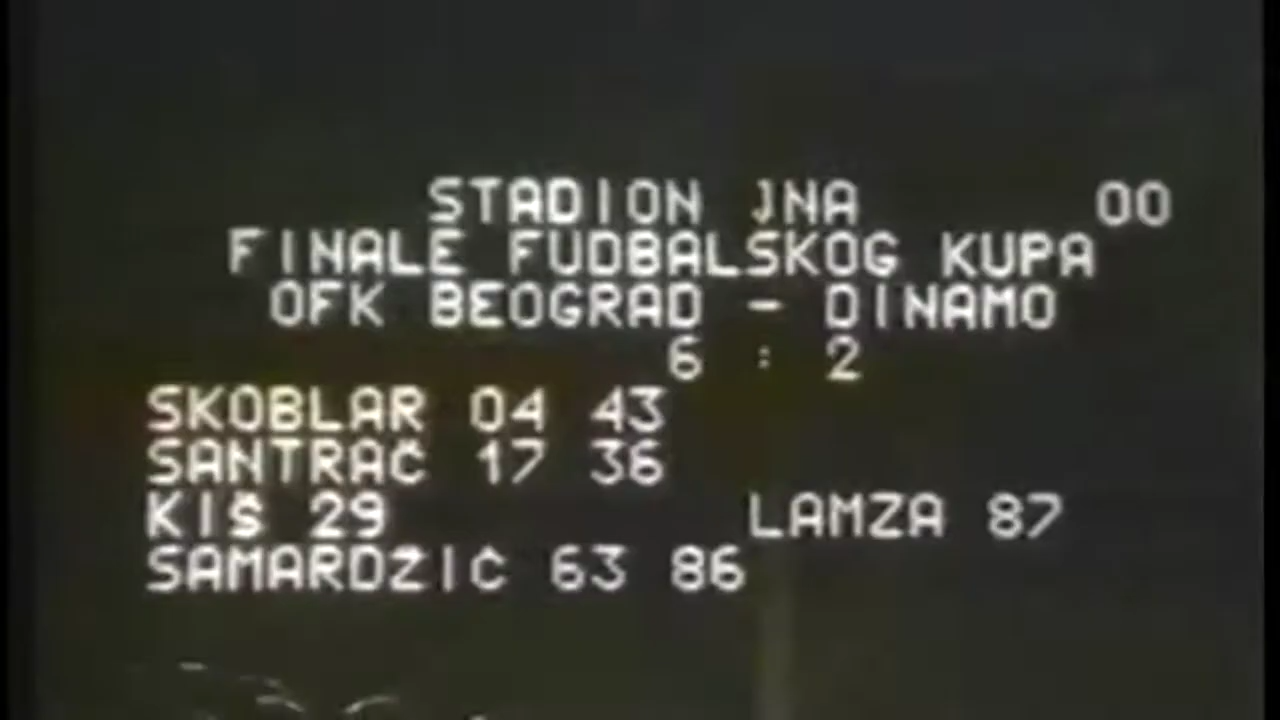 STADION JNA 00
FINALE FUDBALSKOG KUPA
OFK BEOGRAD - DINAMO
6 : 2
SKOBLAR 04 43
SANTRAČ 17 36
KIŠ 29 LAMZA 87
SAMARDŽIĆ 63 86